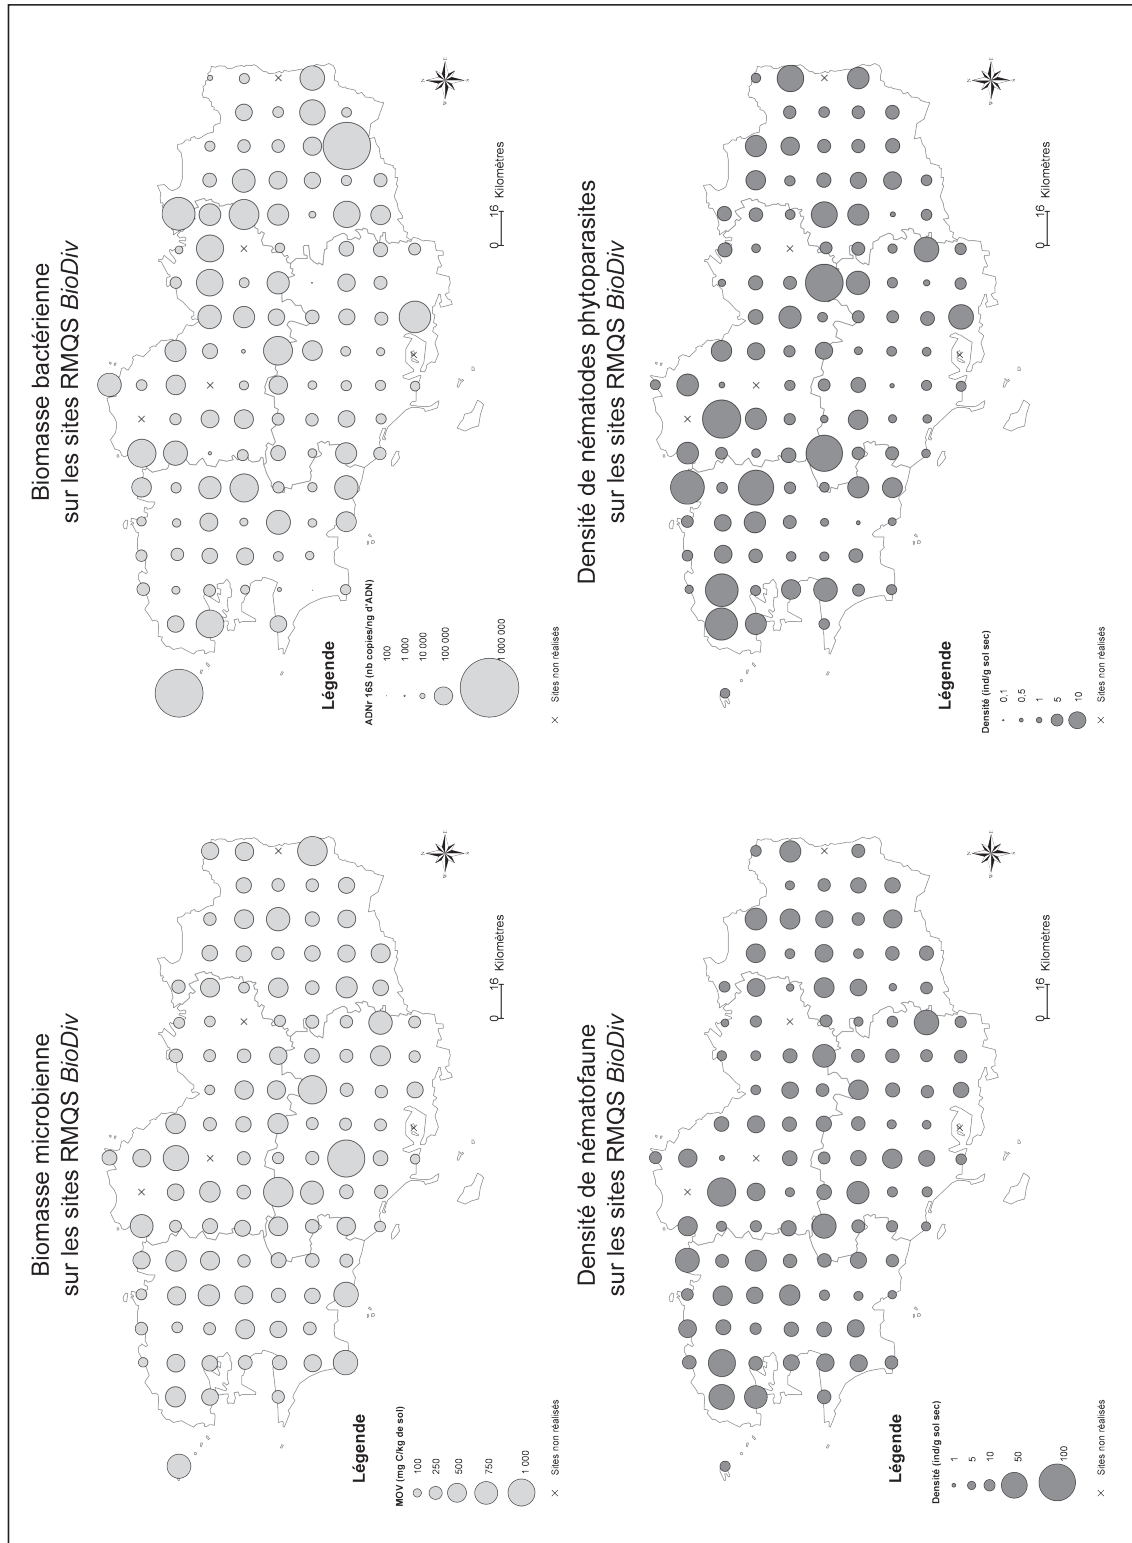 Biomasse microbienne
sur les sites RMQS BioDiv
Légende
MOV (mg C/kg de sol)
100
250
500
750
1 000
× Sites non réalisés
0 16 Kilomètres
Biomasse bactérienne
sur les sites RMQS BioDiv
Légende
ADNr 16S (nb copies/ng d'ADN)
100
1 000
10 000
100 000
1 000 000
× Sites non réalisés
0 16 Kilomètres
Densité de nématofaune
sur les sites RMQS BioDiv
Légende
Densité (ind/g sol sec)
1
5
10
50
100
× Sites non réalisés
0 16 Kilomètres
Densité de nématodes phytoparasites
sur les sites RMQS BioDiv
Légende
Densité (ind/g sol sec)
0,1
0,5
1
5
10
× Sites non réalisés
0 16 Kilomètres